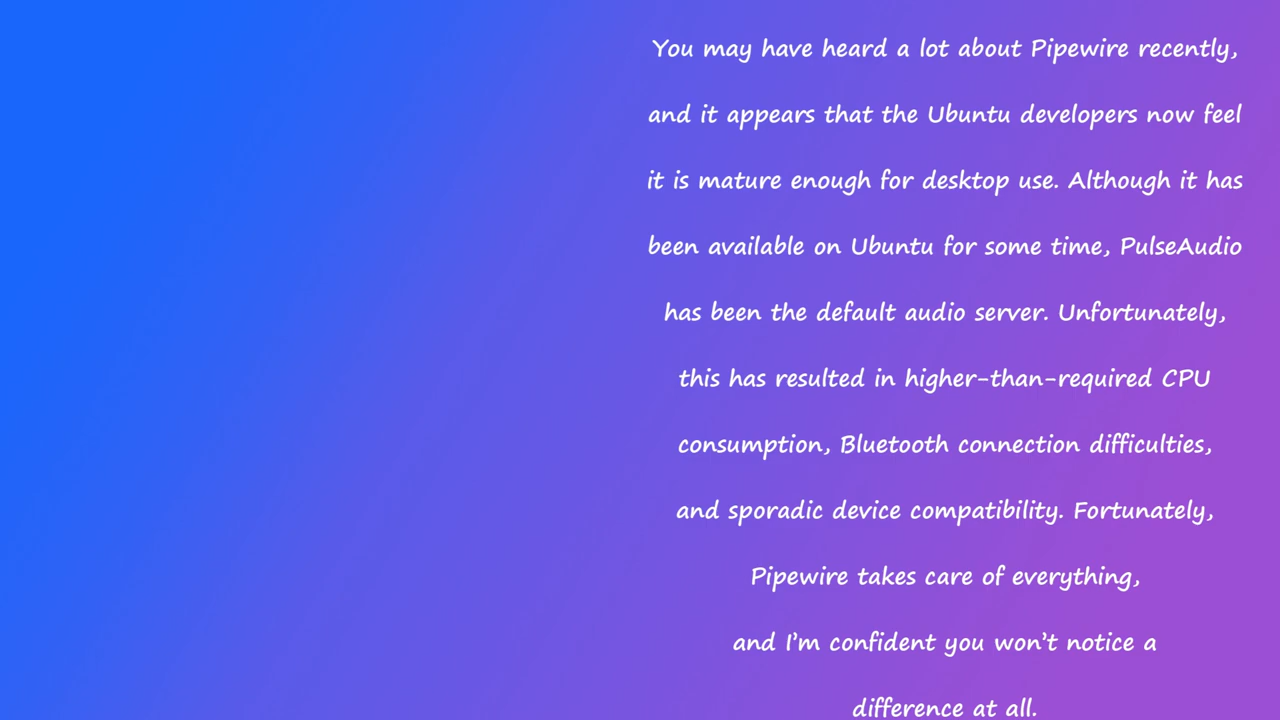 You may have heard a lot about Pipewire recently,
and it appears that the Ubuntu developers now feel
it is mature enough for desktop use. Although it has
been available on Ubuntu for some time, PulseAudio
has been the default audio server. Unfortunately,
this has resulted in higher-than-required CPU
consumption, Bluetooth connection difficulties,
and sporadic device compatibility. Fortunately,
Pipewire takes care of everything,
and I’m confident you won’t notice a
difference at all.